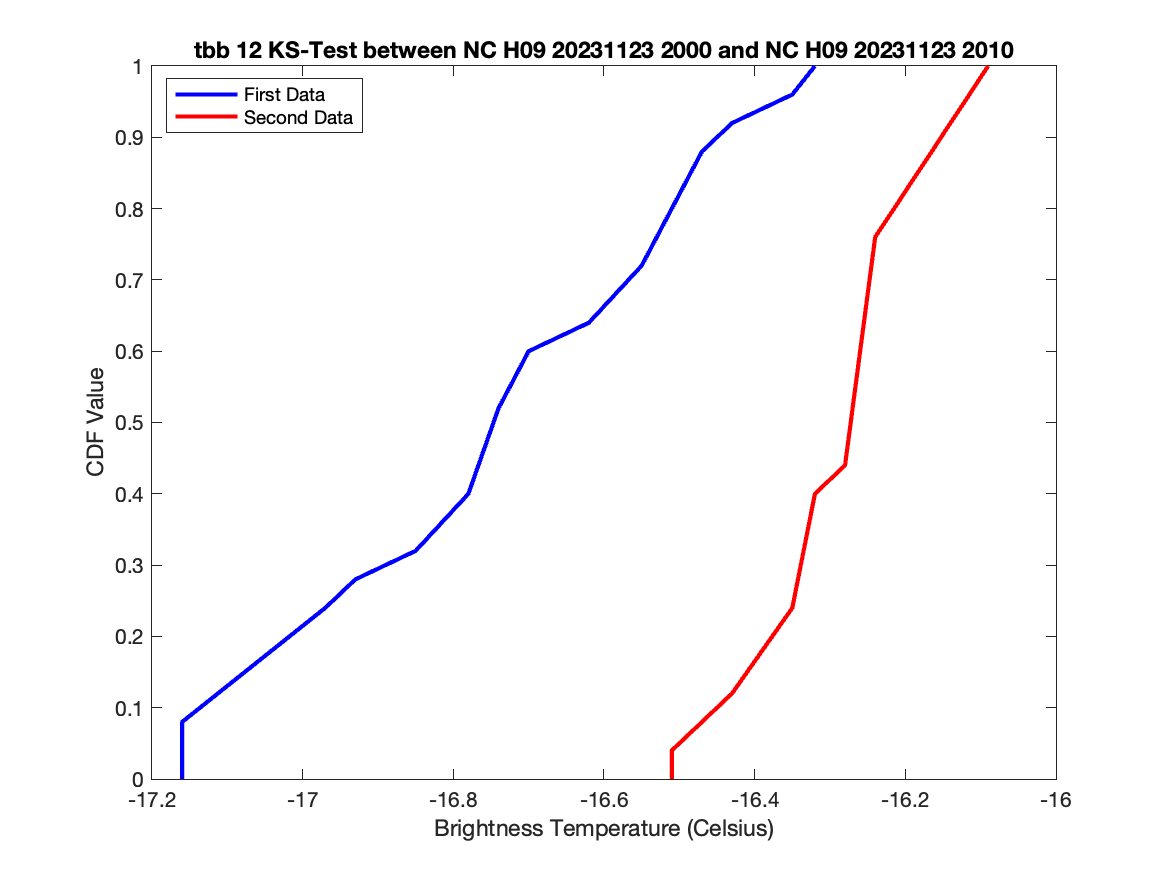 tbb 12 KS-Test between NC H09 20231123 2000 and NC H09 20231123 2010
First Data
Second Data
1
0.9
0.8
0.7
0.6
0.5
0.4
0.3
0.2
0.1
0
CDF Value
-17.2 -17 -16.8 -16.6 -16.4 -16.2 -16
Brightness Temperature (Celsius)